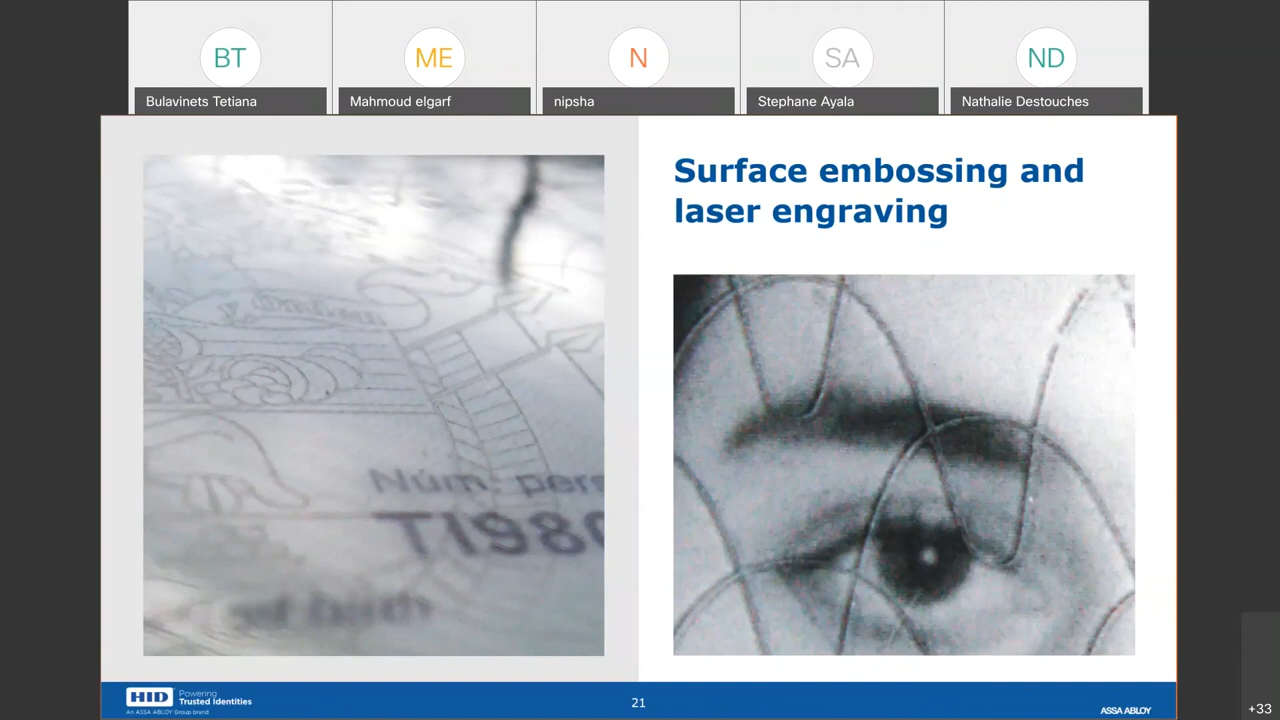 BT
ME
N
SA
ND
Bulavinets Tetiana
Mahmoud elgarf
nipsha
Stephane Ayala
Nathalie Destouches
Surface embossing and
laser engraving
Núm. pers
T1980
HID
Powering
Trusted Identities
An ASSA ABLOY Group brand
21
ASSA ABLOY
+33